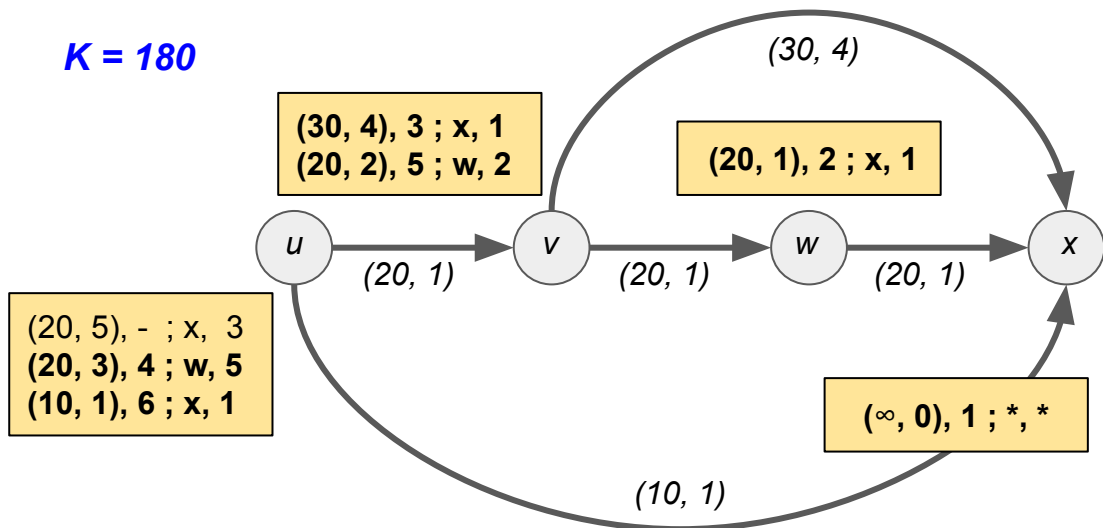 K = 180
(30, 4)
(30, 4), 3 ; x, 1
(20, 2), 5 ; w, 2
(20, 1), 2 ; x, 1
u
v
w
x
(20, 1)
(20, 1)
(20, 1)
(20, 5), - ; x, 3
(20, 3), 4 ; w, 5
(10, 1), 6 ; x, 1
(∞, 0), 1 ; *, *
(10, 1)